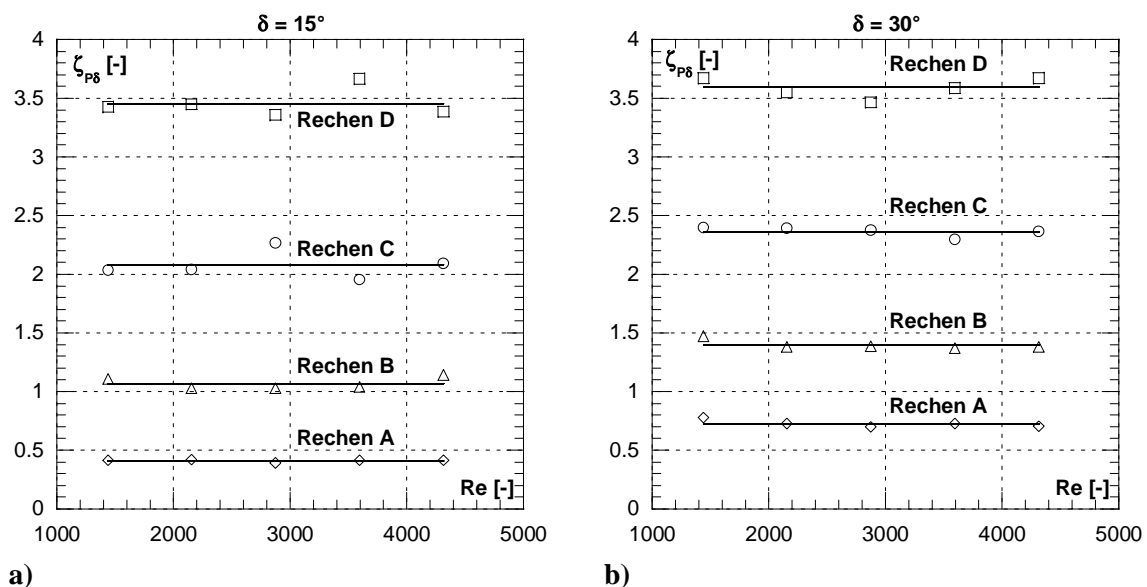 δ = 15°
4
ζPδ [-]
3.5
Rechen D
3
2.5
Rechen C
2
1.5
Rechen B
1
Rechen A
0.5
Re [-]
0
1000 2000 3000 4000 5000
a)
δ = 30°
4
ζPδ [-]
Rechen D
3.5
3
2.5
Rechen C
2
1.5
Rechen B
1
Rechen A
0.5
Re [-]
0
1000 2000 3000 4000 5000
b)